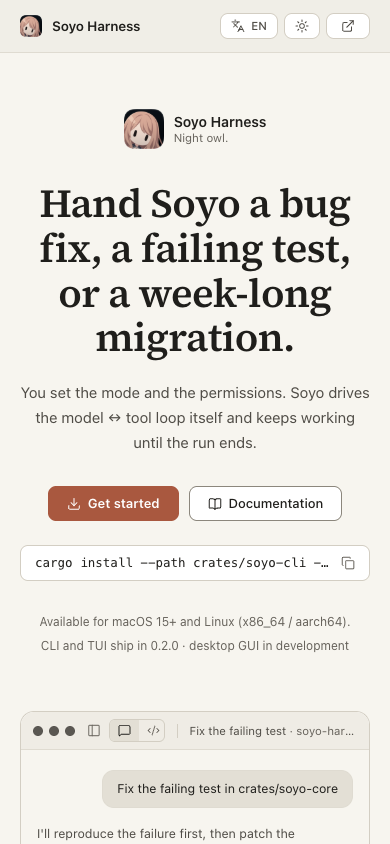 Soyo Harness
EN
Soyo Harness
Night owl.
Hand Soyo a bug
fix, a failing test,
or a week-long
migration.
You set the mode and the permissions. Soyo drives
the model ↔ tool loop itself and keeps working
until the run ends.
Get started
Documentation
cargo install --path crates/soyo-cli -…
Available for macOS 15+ and Linux (x86_64 / aarch64).
CLI and TUI ship in 0.2.0 · desktop GUI in development
Fix the failing test · soyo-har…
Fix the failing test in crates/soyo-core
I'll reproduce the failure first, then patch the